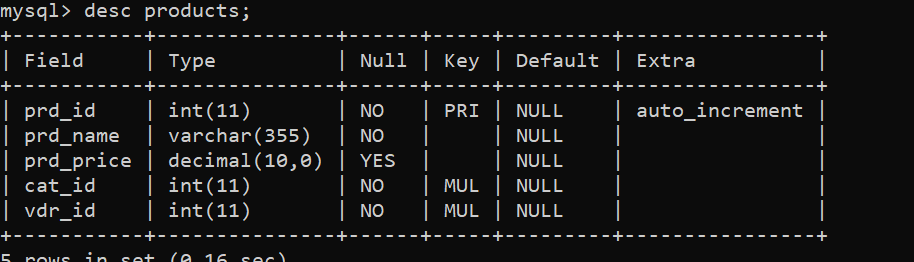 mysql> desc products;
+-----------+--------------+------+-----+---------+----------------+
| Field     | Type         | Null | Key | Default | Extra          |
+-----------+--------------+------+-----+---------+----------------+
| prd_id    | int(11)      | NO   | PRI | NULL    | auto_increment |
| prd_name  | varchar(355) | NO   |     | NULL    |                |
| prd_price | decimal(10,0) | YES  |     | NULL    |                |
| cat_id    | int(11)      | NO   | MUL | NULL    |                |
| vdr_id    | int(11)      | NO   | MUL | NULL    |                |
+-----------+--------------+------+-----+---------+----------------+
5 rows in set (0.16 sec)